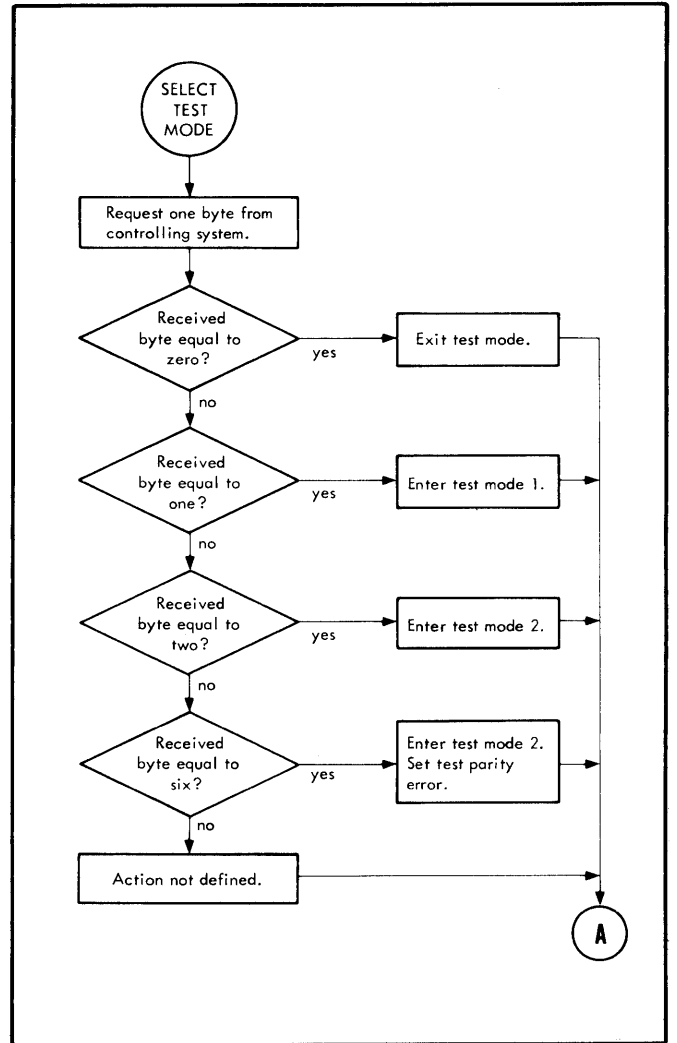 SELECT
TEST
MODE
Request one byte from
controlling system.
Received
byte equal to
zero?
yes
Exit test mode.
no
Received
byte equal to
one?
yes
Enter test mode 1.
no
Received
byte equal to
two?
yes
Enter test mode 2.
no
Received
byte equal to
six?
yes
Enter test mode 2.
Set test parity
error.
no
Action not defined.
A